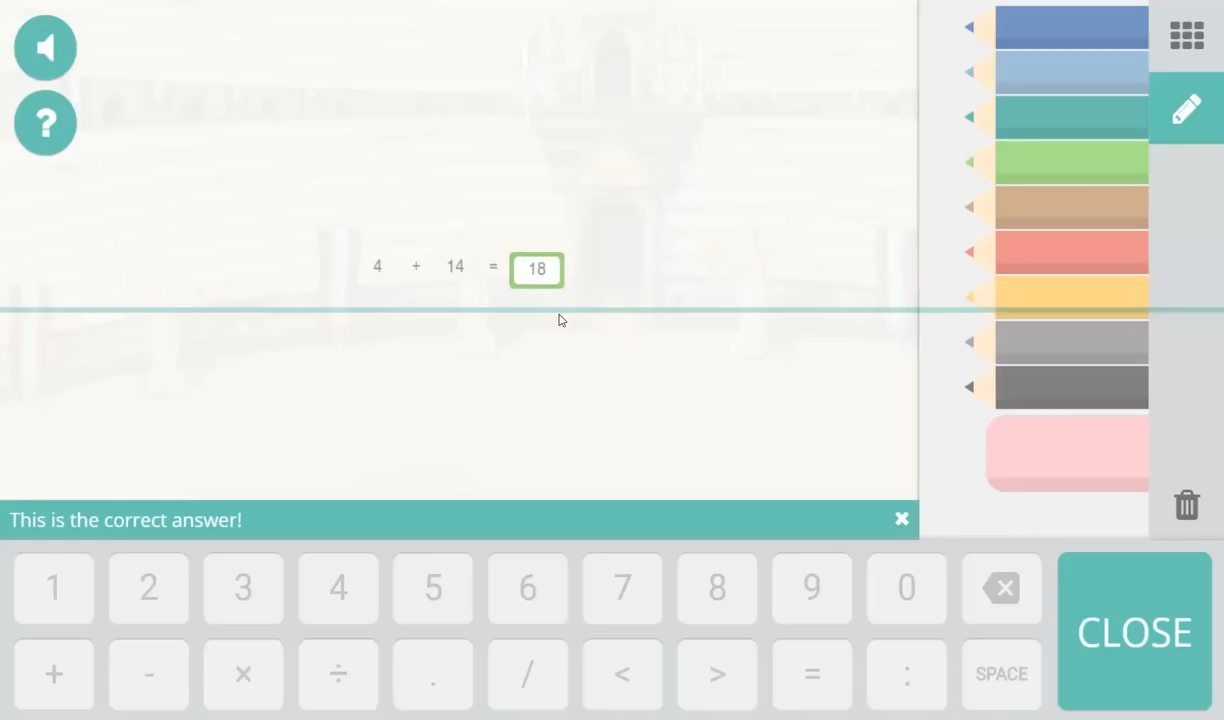 ?
4 + 14 = 18
This is the correct answer! ×
1 2 3 4 5 6 7 8 9 0 ×
+ - × ÷ . / < > = : SPACE
CLOSE